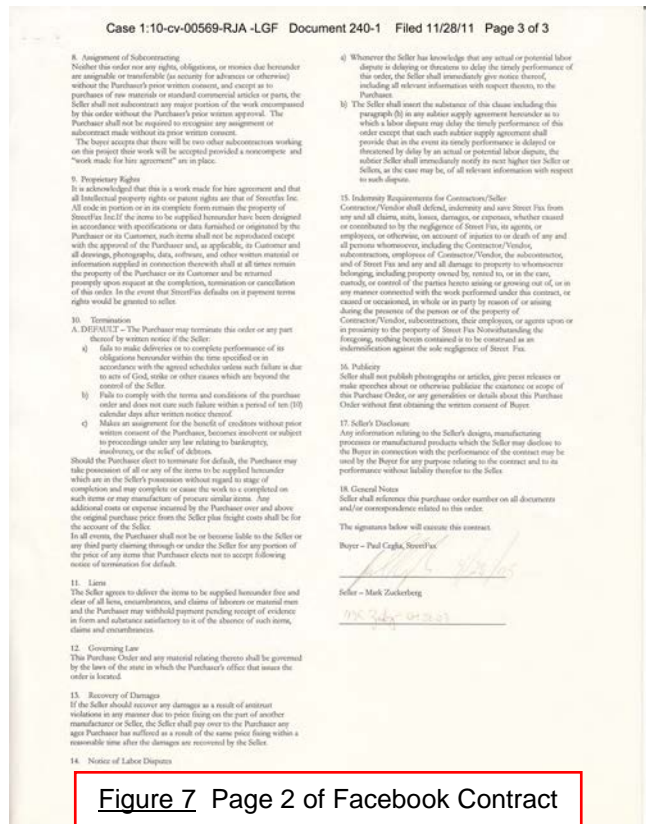 Case 1:10-cv-00569-RJA -LGF Document 240-1 Filed 11/28/11 Page 3 of 3
8. Assignment of Subcontracting
Neither this order nor any rights, obligations, or monies due hereunder
are assignable or transferable (as security for advances or otherwise)
without the Purchaser's prior written consent, and except as to
purchases of raw materials or standard commercial articles or parts, the
Seller shall not subcontract any major portion of the work encompassed
by this order without the Purchaser's prior written approval. The
Purchaser shall not be required to recognize any assignment or
subcontract made without its prior written consent.
The buyer accepts that there will be two other subcontractors working
on this project their work will be accepted provided a noncompete and
"work made for hire agreement" are in place.
9. Proprietary Rights
It is acknowledged that this is a work made for hire agreement and that
all Intellectual property rights or patent rights are that of Streetfax Inc.
All code in portion or in its complete form remain the property of
StreetFax Inc.If the items to be supplied hereunder have been designed
in accordance with specifications or data furnished or originated by the
Purchaser or its Customer, such items shall not be reproduced except
with the approval of the Purchaser and, as applicable, its Customer and
all drawings, photographs, data, software, and other written material or
information supplied in connection therewith shall at all times remain
the property of the Purchaser or its Customer and be returned
promptly upon request at the completion, termination or cancellation
of this order. In the event that StreetFax defaults on it payment terms
rights would be granted to seller.
10. Termination
A. DEFAULT – The Purchaser may terminate this order or any part
thereof by written notice if the Seller:
a) fails to make deliveries or to complete performance of its
obligations hereunder within the time specified or in
accordance with the agreed schedules unless such failure is due
to acts of God, strike or other causes which are beyond the
control of the Seller.
b) Fails to comply with the terms and conditions of the purchase
order and does not cure such failure within a period of ten (10)
calendar days after written notice thereof.
c) Makes an assignment for the benefit of creditors without prior
written consent of the Purchaser, becomes insolvent or subject
to proceedings under any law relating to bankruptcy,
insolvency, or the relief of debtors.
Should the Purchaser elect to terminate for default, the Purchaser may
take possession of all or any of the items to be supplied hereunder
which are in the Seller's possession without regard to stage of
completion and may complete or cause the work to e completed on
such items or may manufacture of procure similar items. Any
additional costs or expense incurred by the Purchaser over and above
the original purchase price from the Seller plus freight costs shall be for
the account of the Seller.
In all events, the Purchaser shall not be or become liable to the Seller or
any third party claiming through or under the Seller for any portion of
the price of any items that Purchaser elects not to accept following
notice of termination for default.
11. Liens
The Seller agrees to deliver the items to be supplied hereunder free and
clear of all liens, encumbrances, and claims of laborers or material men
and the Purchaser may withhold payment pending receipt of evidence
in form and substance satisfactory to it of the absence of such items,
claims and encumbrances.
12. Governing Law
This Purchase Order and any material relating thereto shall be governed
by the laws of the state in which the Purchaser's office that issues the
order is located.
13. Recovery of Damages
If the Seller should recover any damages as a result of antitrust
violations in any manner due to price fixing on the part of another
manufacturer or Seller, the Seller shall pay over to the Purchaser any
ages Purchaser has suffered as a result of the same price fixing within a
reasonable time after the damages are recovered by the Seller.
14. Notice of Labor Disputes
a) Whenever the Seller has knowledge that any actual or potential labor
dispute is delaying or threatens to delay the timely performance of
this order, the Seller shall immediately give notice thereof,
including all relevant information with respect thereto, to the
Purchaser.
b) The Seller shall insert the substance of this clause including this
paragraph (b) in any subtier supply agreement hereunder as to
which a labor dispute may delay the timely performance of this
order except that each such subtier supply agreement shall
provide that in the event its timely performance is delayed or
threatened by delay by an actual or potential labor dispute, the
subtier Seller shall immediately notify its next higher tier Seller or
Sellers, as the case may be, of all relevant information with respect
to such dispute.
15. Indemnity Requirements for Contractors/Seller
Contractor/Vendor shall defend, indemnity and save Street Fax from
any and all claims, suits, losses, damages, or expenses, whether caused
or contributed to by the negligence of Street Fax, its agents, or
employees, or otherwise, on account of injuries to or death of any and
all persons whomsoever, including the Contractor/Vendor,
subcontractors, employees of Contractor/Vendor, the subcontractor,
and of Street Fax and any and all damage to property to whomsoever
belonging, including property owned by, rented to, or in the care,
custody, or control of the parties hereto arising or growing out of, or in
any manner connected with the work performed under this contract, or
caused or occasioned, in whole or in part by reason of or arising
during the presence of the person or of the property of
Contractor/Vendor, subcontractors, their employees, or agents upon or
in proximity to the property of Street Fax Notwithstanding the
foregoing, nothing herein contained is to be construed as an
indemnification against the sole negligence of Street Fax.
16. Publicity
Seller shall not publish photographs or articles, give press releases or
make speeches about or otherwise publicize the existence or scope of
this Purchase Order, or any generalities or details about this Purchase
Order without first obtaining the written consent of Buyer.
17. Seller's Disclosure
Any information relating to the Seller's designs, manufacturing
processes or manufactured products which the Seller may disclose to
the Buyer in connection with the performance of the contract may be
used by the Buyer for any purpose relating to the contract and to its
performance without liability therefor to the Seller.
18. General Notes
Seller shall reference this purchase order number on all documents
and/or correspondence related to this order.
The signatures below will execute this contract.
Buyer – Paul Ceglia, StreetFax
Seller – Mark Zuckerberg
Figure 7 Page 2 of Facebook Contract